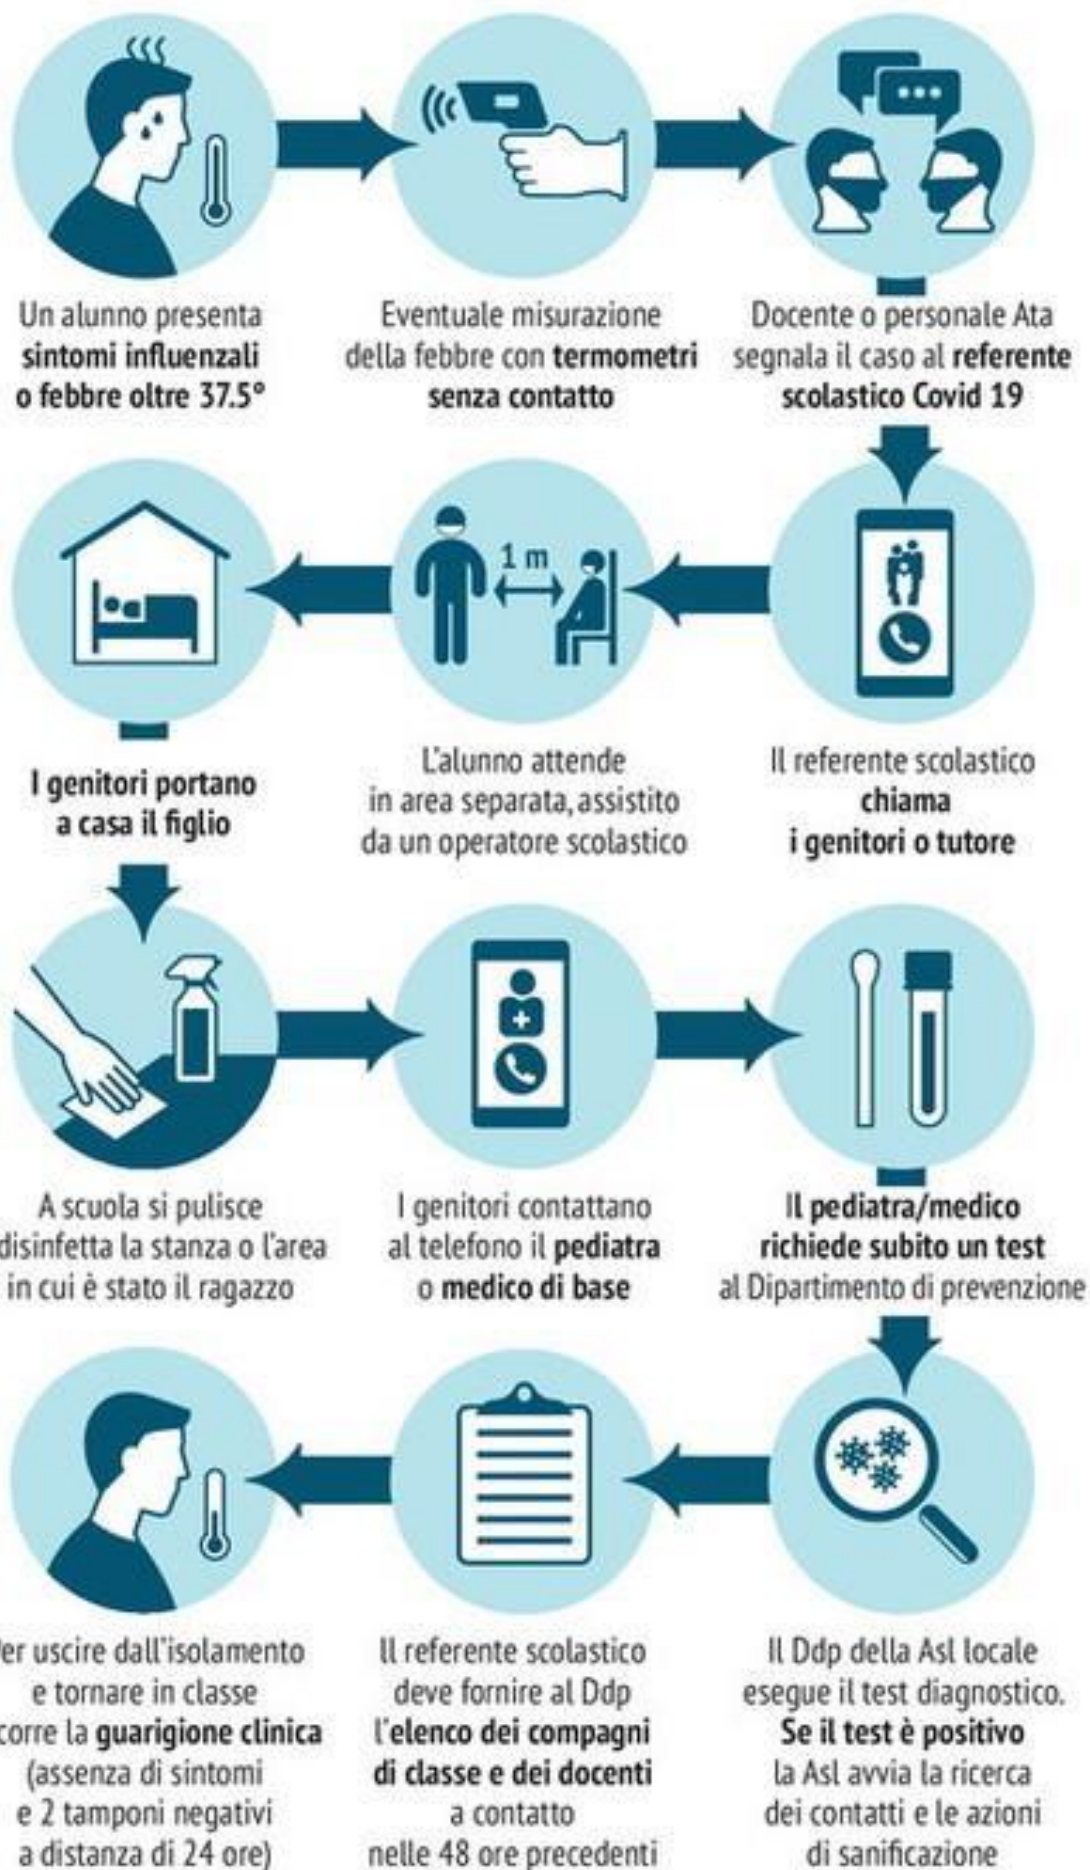 Un alunno presenta
sintomi influenzali
o febbre oltre 37.5°
Eventuale misurazione
della febbre con termometri
senza contatto
Docente o personale Ata
segnala il caso al referente
scolastico Covid 19
Il referente scolastico
chiama
i genitori o tutore
1 m
L'alunno attende
in area separata, assistito
da un operatore scolastico
I genitori portano
a casa il figlio
A scuola si pulisce
disinfetta la stanza o l'area
in cui è stato il ragazzo
I genitori contattano
al telefono il pediatra
o medico di base
Il pediatra/medico
richiede subito un test
al Dipartimento di prevenzione
Il Ddp della Asl locale
esegue il test diagnostico.
Se il test è positivo
la Asl avvia la ricerca
dei contatti e le azioni
di sanificazione
Il referente scolastico
deve fornire al Ddp
l'elenco dei compagni
di classe e dei docenti
a contatto
nelle 48 ore precedenti
er uscire dall'isolamento
e tornare in classe
corre la guarigione clinica
(assenza di sintomi
e 2 tamponi negativi
a distanza di 24 ore)